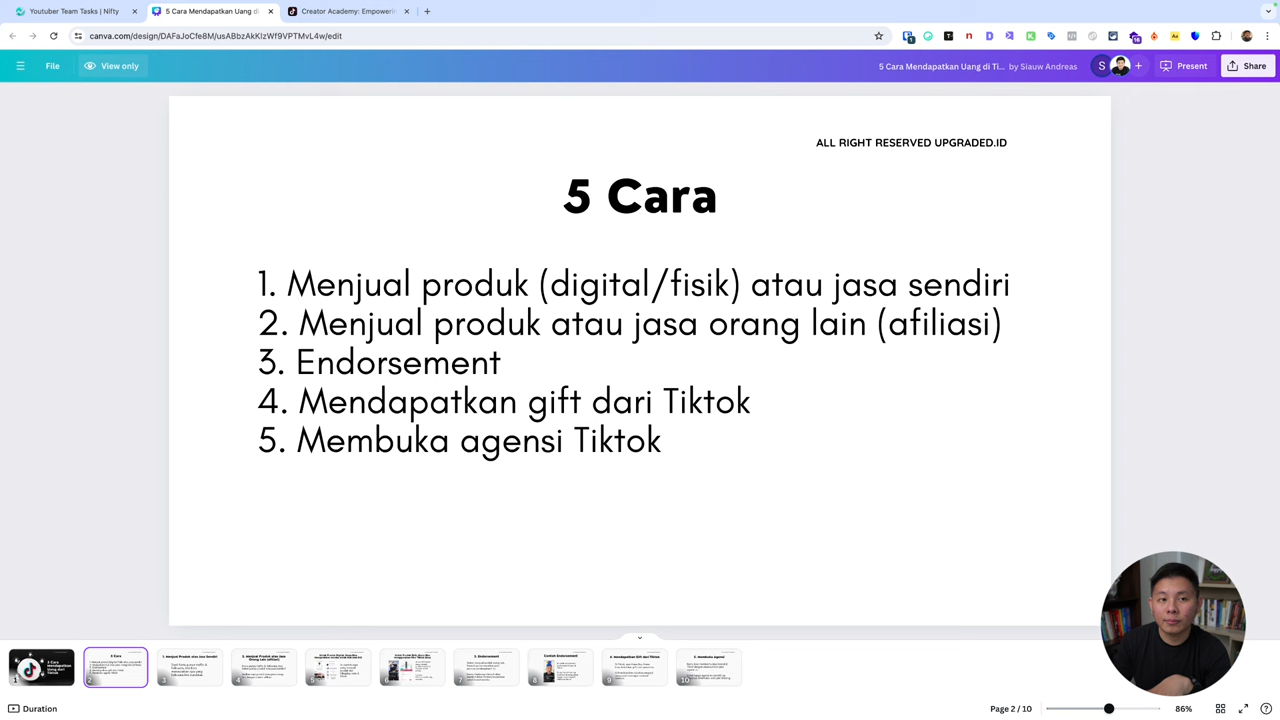 Youtuber Team Tasks | Nifty
5 Cara Mendapatkan Uang di
Creator Academy: Empoweri
canva.com/design/DAFaJoCfe8M/usABbzAkKlzWf9VPTMvL4w/edit
File
View only
5 Cara Mendapatkan Uang di Ti... by Siauw Andreas
S
Present
Share
ALL RIGHT RESERVED UPGRADED.ID
5 Cara
1. Menjual produk (digital/fisik) atau jasa sendiri
2. Menjual produk atau jasa orang lain (afiliasi)
3. Endorsement
4. Mendapatkan gift dari Tiktok
5. Membuka agensi Tiktok
Duration
Page 2 / 10
86%